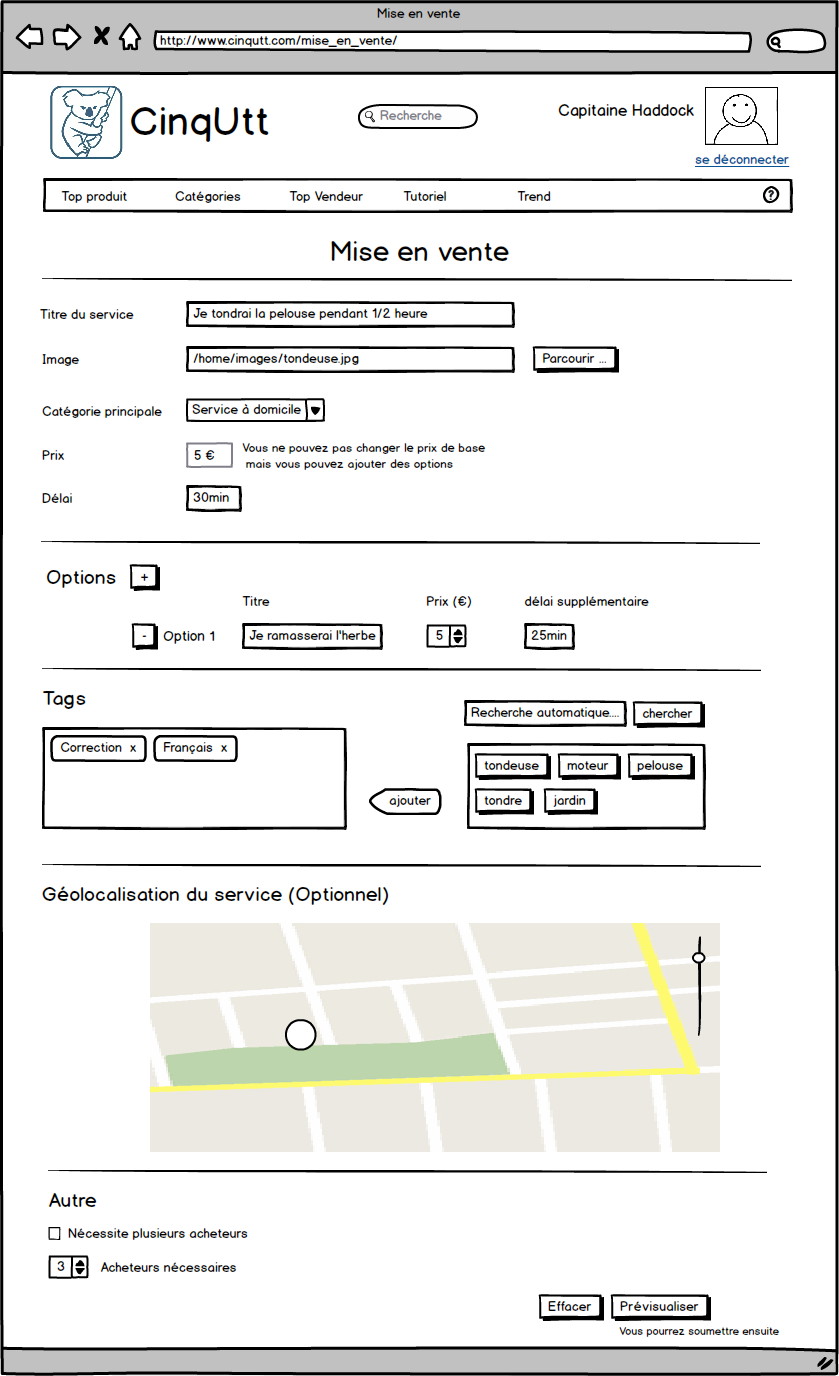 Mise en vente
http://www.cinqutt.com/mise_en_vente/
CinqUtt
Recherche
Capitaine Haddock
se déconnecter
Top produit Catégories Top Vendeur Tutoriel Trend ?
Mise en vente
Titre du service Je tondrai la pelouse pendant 1/2 heure
Image /home/images/tondeuse.jpg Parcourir ...
Catégorie principale Service à domicile
Prix 5 € Vous ne pouvez pas changer le prix de base
mais vous pouvez ajouter des options
Délai 30min
Options +
Titre Prix (€) délai supplémentaire
- Option 1 Je ramasserai l'herbe 5 25min
Tags
Recherche automatique.... chercher
Correction x Français x
tondeuse moteur pelouse
ajouter
tondre jardin
Géolocalisation du service (Optionnel)
Autre
Nécessite plusieurs acheteurs
3 Acheteurs nécessaires
Effacer Prévisualiser
Vous pourrez soumettre ensuite